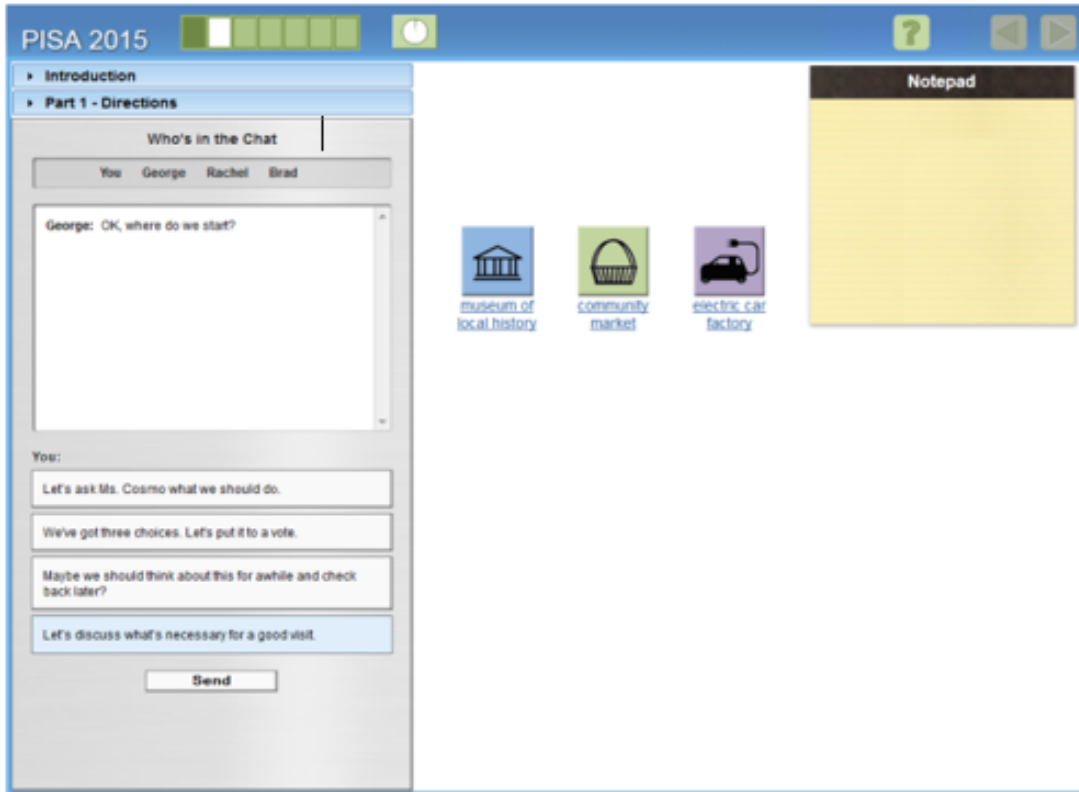 PISA 2015
?
Introduction
Part 1 - Directions
Who's in the Chat
You George Rachel Brad
George: OK, where do we start?
You:
Let's ask Ms. Cosmo what we should do.
We've got three choices. Let's put it to a vote.
Maybe we should think about this for awhile and check
back later?
Let's discuss what's necessary for a good visit.
Send
museum of
local history
community
market
electric car
factory
Notepad